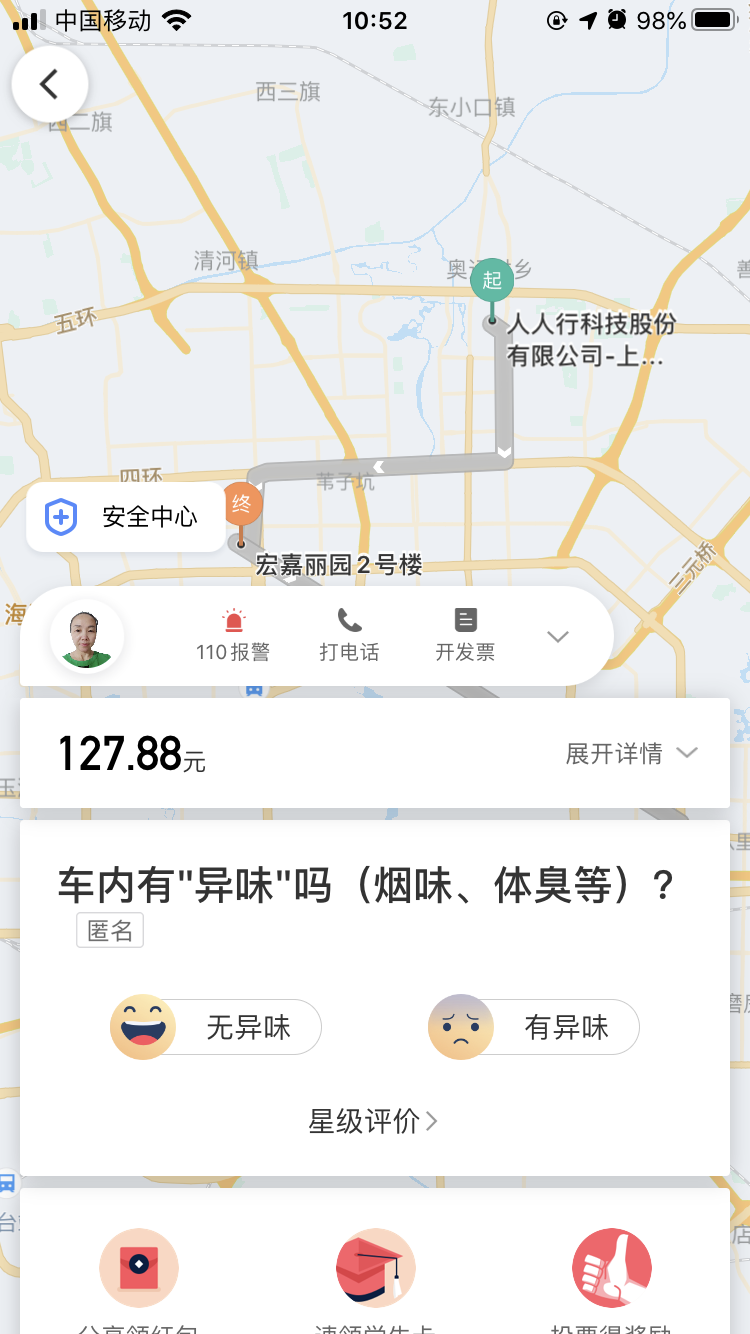 中国移动
10:52
98%
西三旗
东小口镇
西二旗
清河镇
起
五环
人人行科技股份
有限公司-上...
四环
苇子坑
终
安全中心
宏嘉丽园2号楼
三元桥
110报警
打电话
开发票
127.88元
展开详情
车内有"异味"吗（烟味、体臭等）?
匿名
无异味
有异味
星级评价